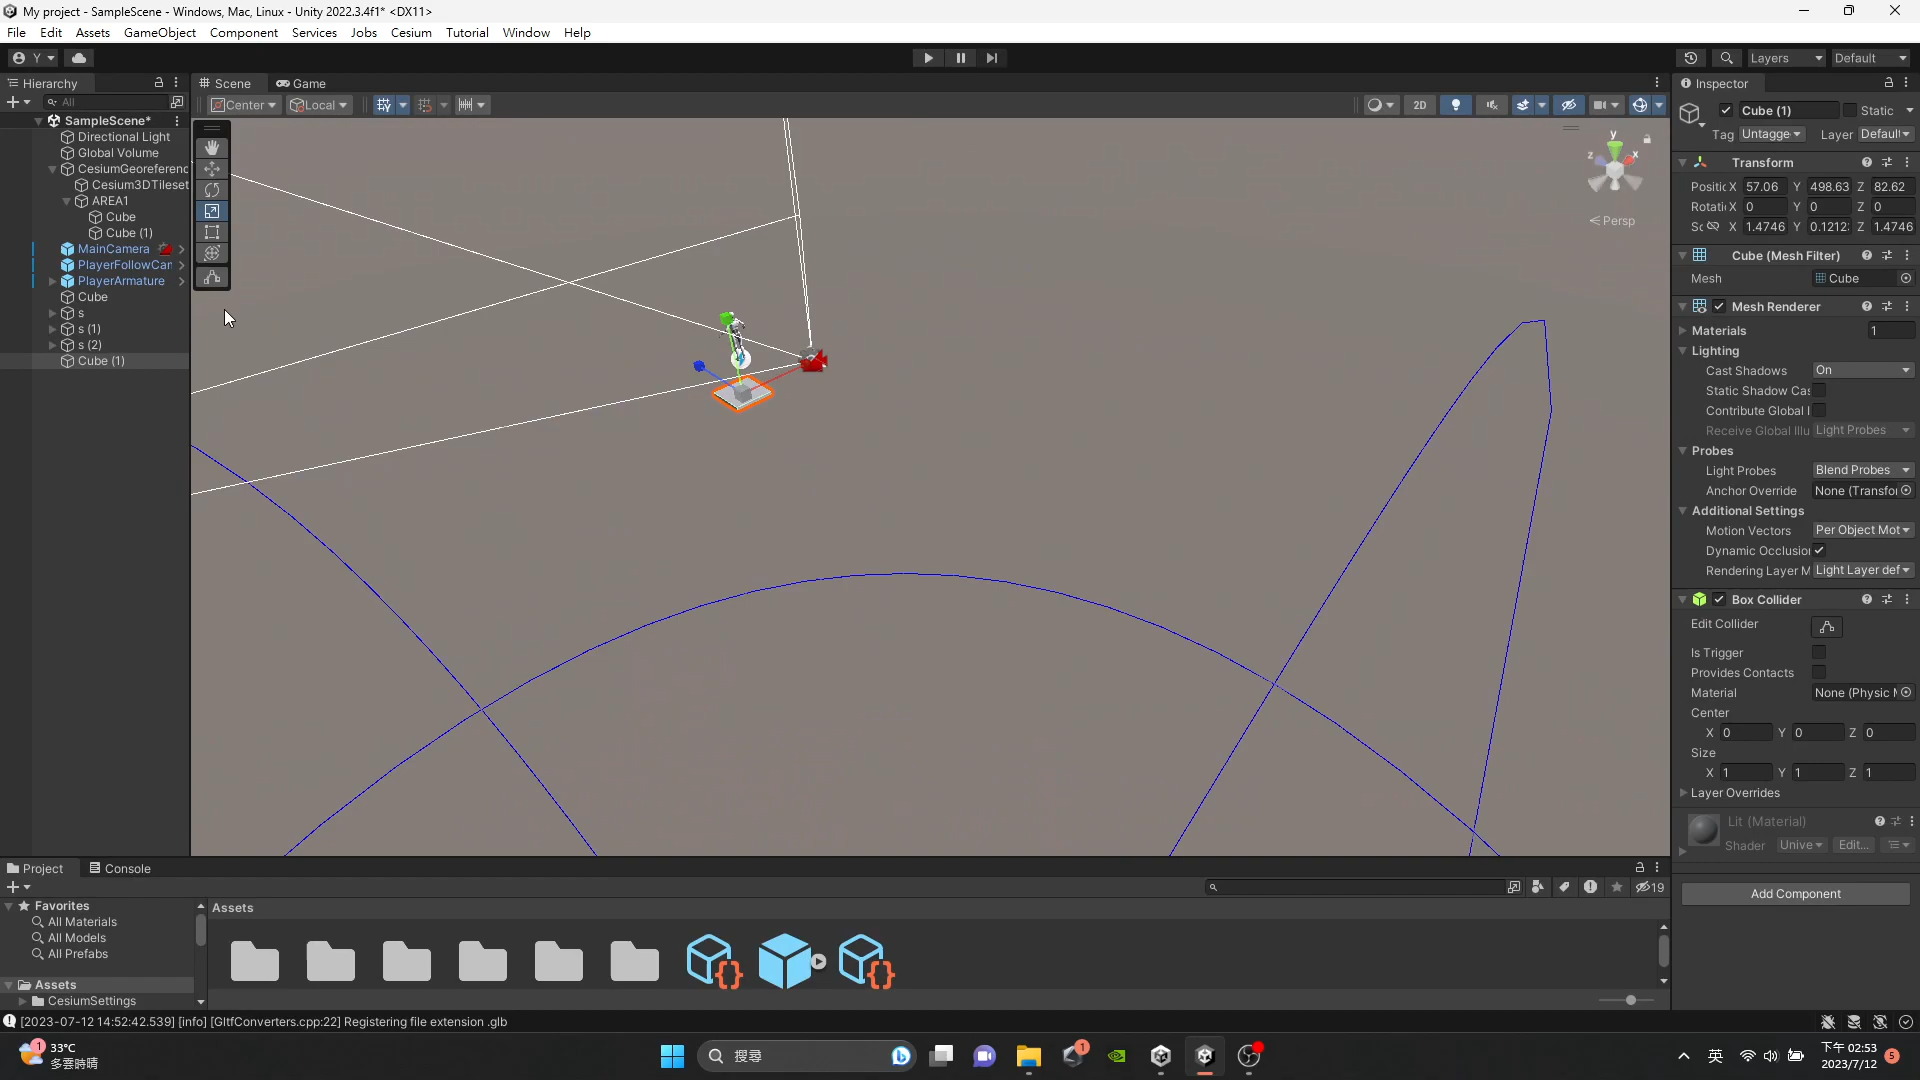 My project - SampleScene - Windows, Mac, Linux - Unity 2022.3.4f1* <DX11>
File Edit Assets GameObject Component Services Jobs Cesium Tutorial Window Help
Y Layers Default
Hierarchy Scene Game Inspector
All Center Local 2D Cube (1) Static
SampleScene*
Tag Untagge Layer Default
Directional Light
Global Volume
CesiumGeoreferenc
Cesium3DTileset
AREA1
Cube
Cube (1)
MainCamera
PlayerFollowCan
PlayerArmature
Cube
s
s (1)
s (2)
Cube (1)
y
x
z
Persp
Transform
Positic X 57.06 Y 498.63 Z 82.62
Rotati X 0 Y 0 Z 0
Sc X 1.4746 Y 0.1212 Z 1.4746
Cube (Mesh Filter)
Mesh Cube
Mesh Renderer
Materials 1
Lighting
Cast Shadows On
Static Shadow Cas
Contribute Global I
Receive Global Illu Light Probes
Probes
Light Probes Blend Probes
Anchor Override None (Transfo
Additional Settings
Motion Vectors Per Object Mot
Dynamic Occlusio
Rendering Layer M Light Layer def
Box Collider
Edit Collider
Is Trigger
Provides Contacts
Material None (Physic M
Center
X 0 Y 0 Z 0
Size
X 1 Y 1 Z 1
Layer Overrides
Lit (Material)
Shader Unive Edit...
Add Component
Project Console
19
Favorites
All Materials
All Models
All Prefabs
Assets
CesiumSettings
Assets
[2023-07-12 14:52:42.539] [info] [GltfConverters.cpp:22] Registering file extension .glb
1
33°C
多雲時晴
搜尋
1
英
下午 02:53
2023/7/12
5